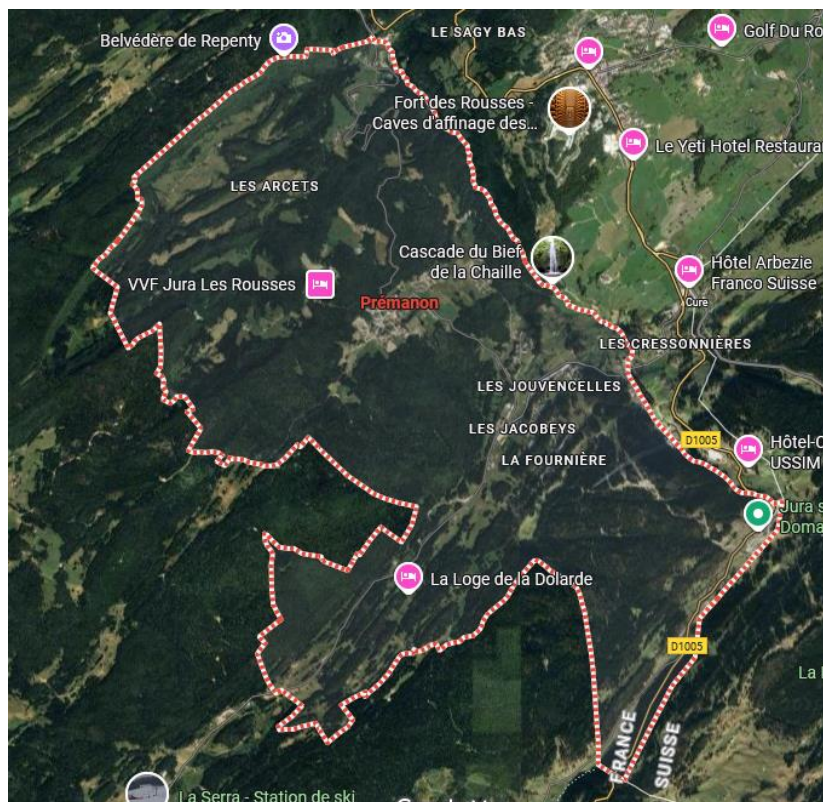 LE SAGY BAS
Golf Du Ro
Belvédère de Repenty
Fort des Rousses -
Caves d'affinage des...
Le Yeti Hotel Restaura
LES ARCETS
Cascade du Bief
de la Chaille
Hôtel Arbezie
Franco Suisse
VVF Jura Les Rousses
Prémanon
Cure
LES CRESSONNIÈRES
LES JOUVENCELLES
LES JACOBEYS
LA FOURNIÈRE
D1005
Hôtel-C
USSIM
Jura s
Doma
La Loge de la Dolarde
D1005
La
FRANCE
SUISSE
La Serra - Station de ski